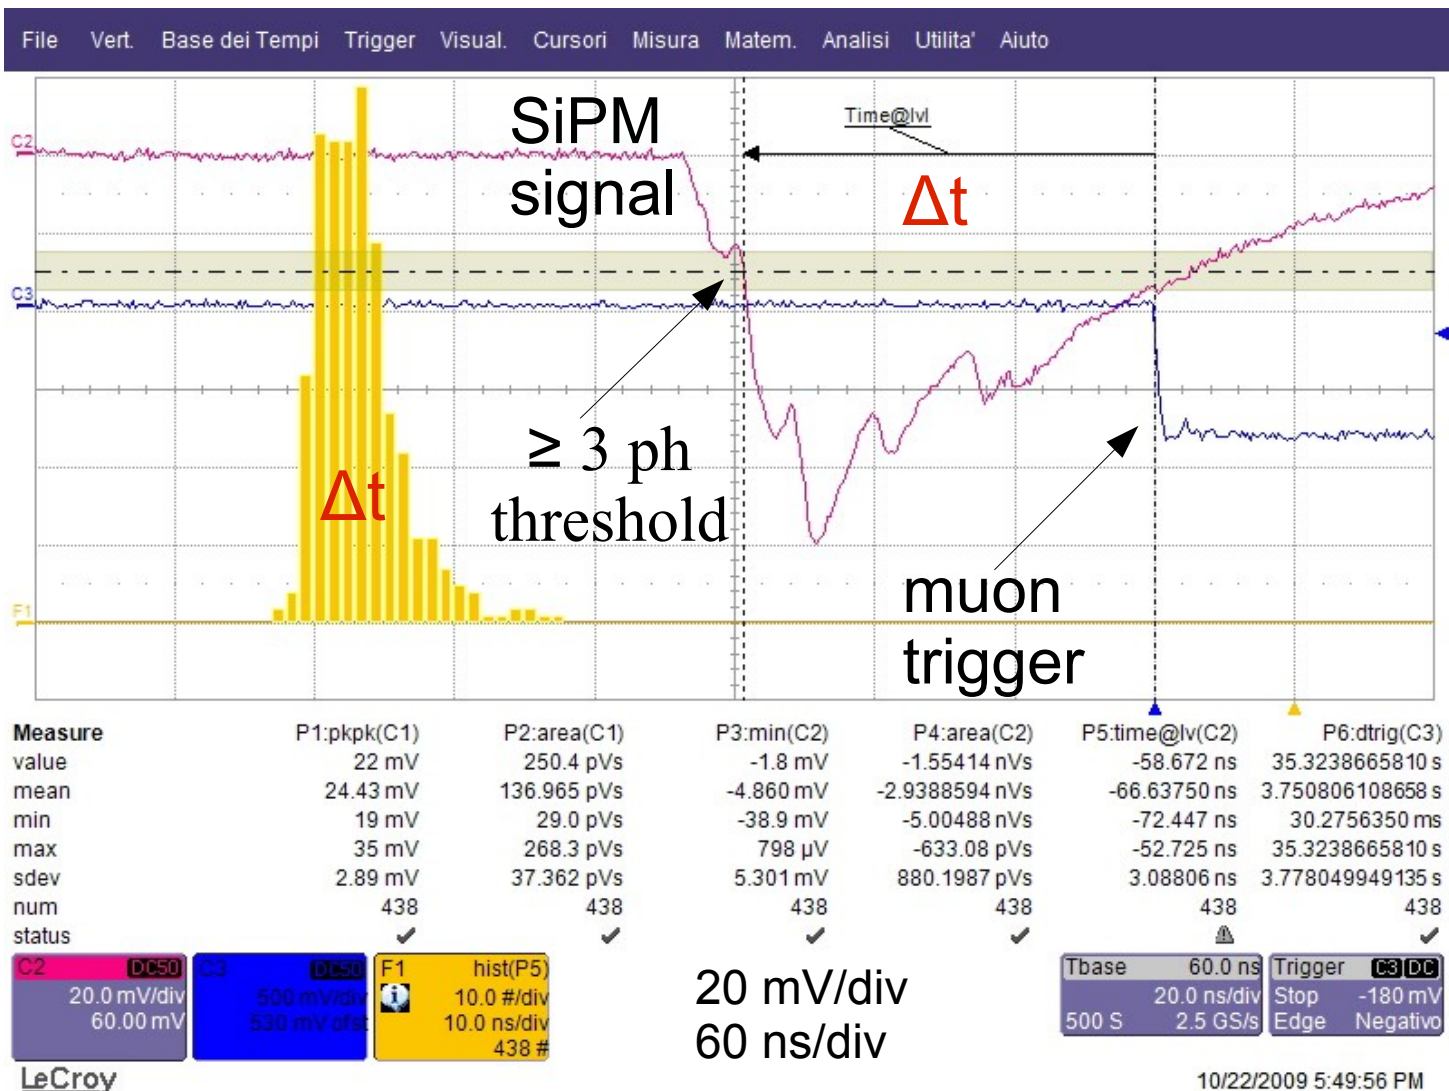 File Vert. Base dei Tempi Trigger Visual. Cursori Misura Matem. Analisi Utilita' Aiuto
C2
SiPM
signal
Time@lvl
Δt
C3
≥ 3 ph
threshold
Δt
muon
trigger
F1
Measure P1:pkpk(C1) P2:area(C1) P3:min(C2) P4:area(C2) P5:time@lv(C2) P6:dtrig(C3)
value 22 mV 250.4 pVs -1.8 mV -1.55414 nVs -58.672 ns 35.3238665810 s
mean 24.43 mV 136.965 pVs -4.860 mV -2.9388594 nVs -66.63750 ns 3.750806108658 s
min 19 mV 29.0 pVs -38.9 mV -5.00488 nVs -72.447 ns 30.2756350 ms
max 35 mV 268.3 pVs 798 µV -633.08 pVs -52.725 ns 35.3238665810 s
sdev 2.89 mV 37.362 pVs 5.301 mV 880.1987 pVs 3.08806 ns 3.778049949135 s
num 438 438 438 438 438 438
status
C2 DC50
20.0 mV/div
60.00 mV
C3 DC50
500 mV/div
530 mV ofst
F1 hist(P5)
10.0 #/div
10.0 ns/div
438 #
20 mV/div
60 ns/div
Tbase 60.0 ns
20.0 ns/div
500 S 2.5 GS/s
Trigger C3 DC
Stop -180 mV
Edge Negativo
LeCroy
10/22/2009 5:49:56 PM